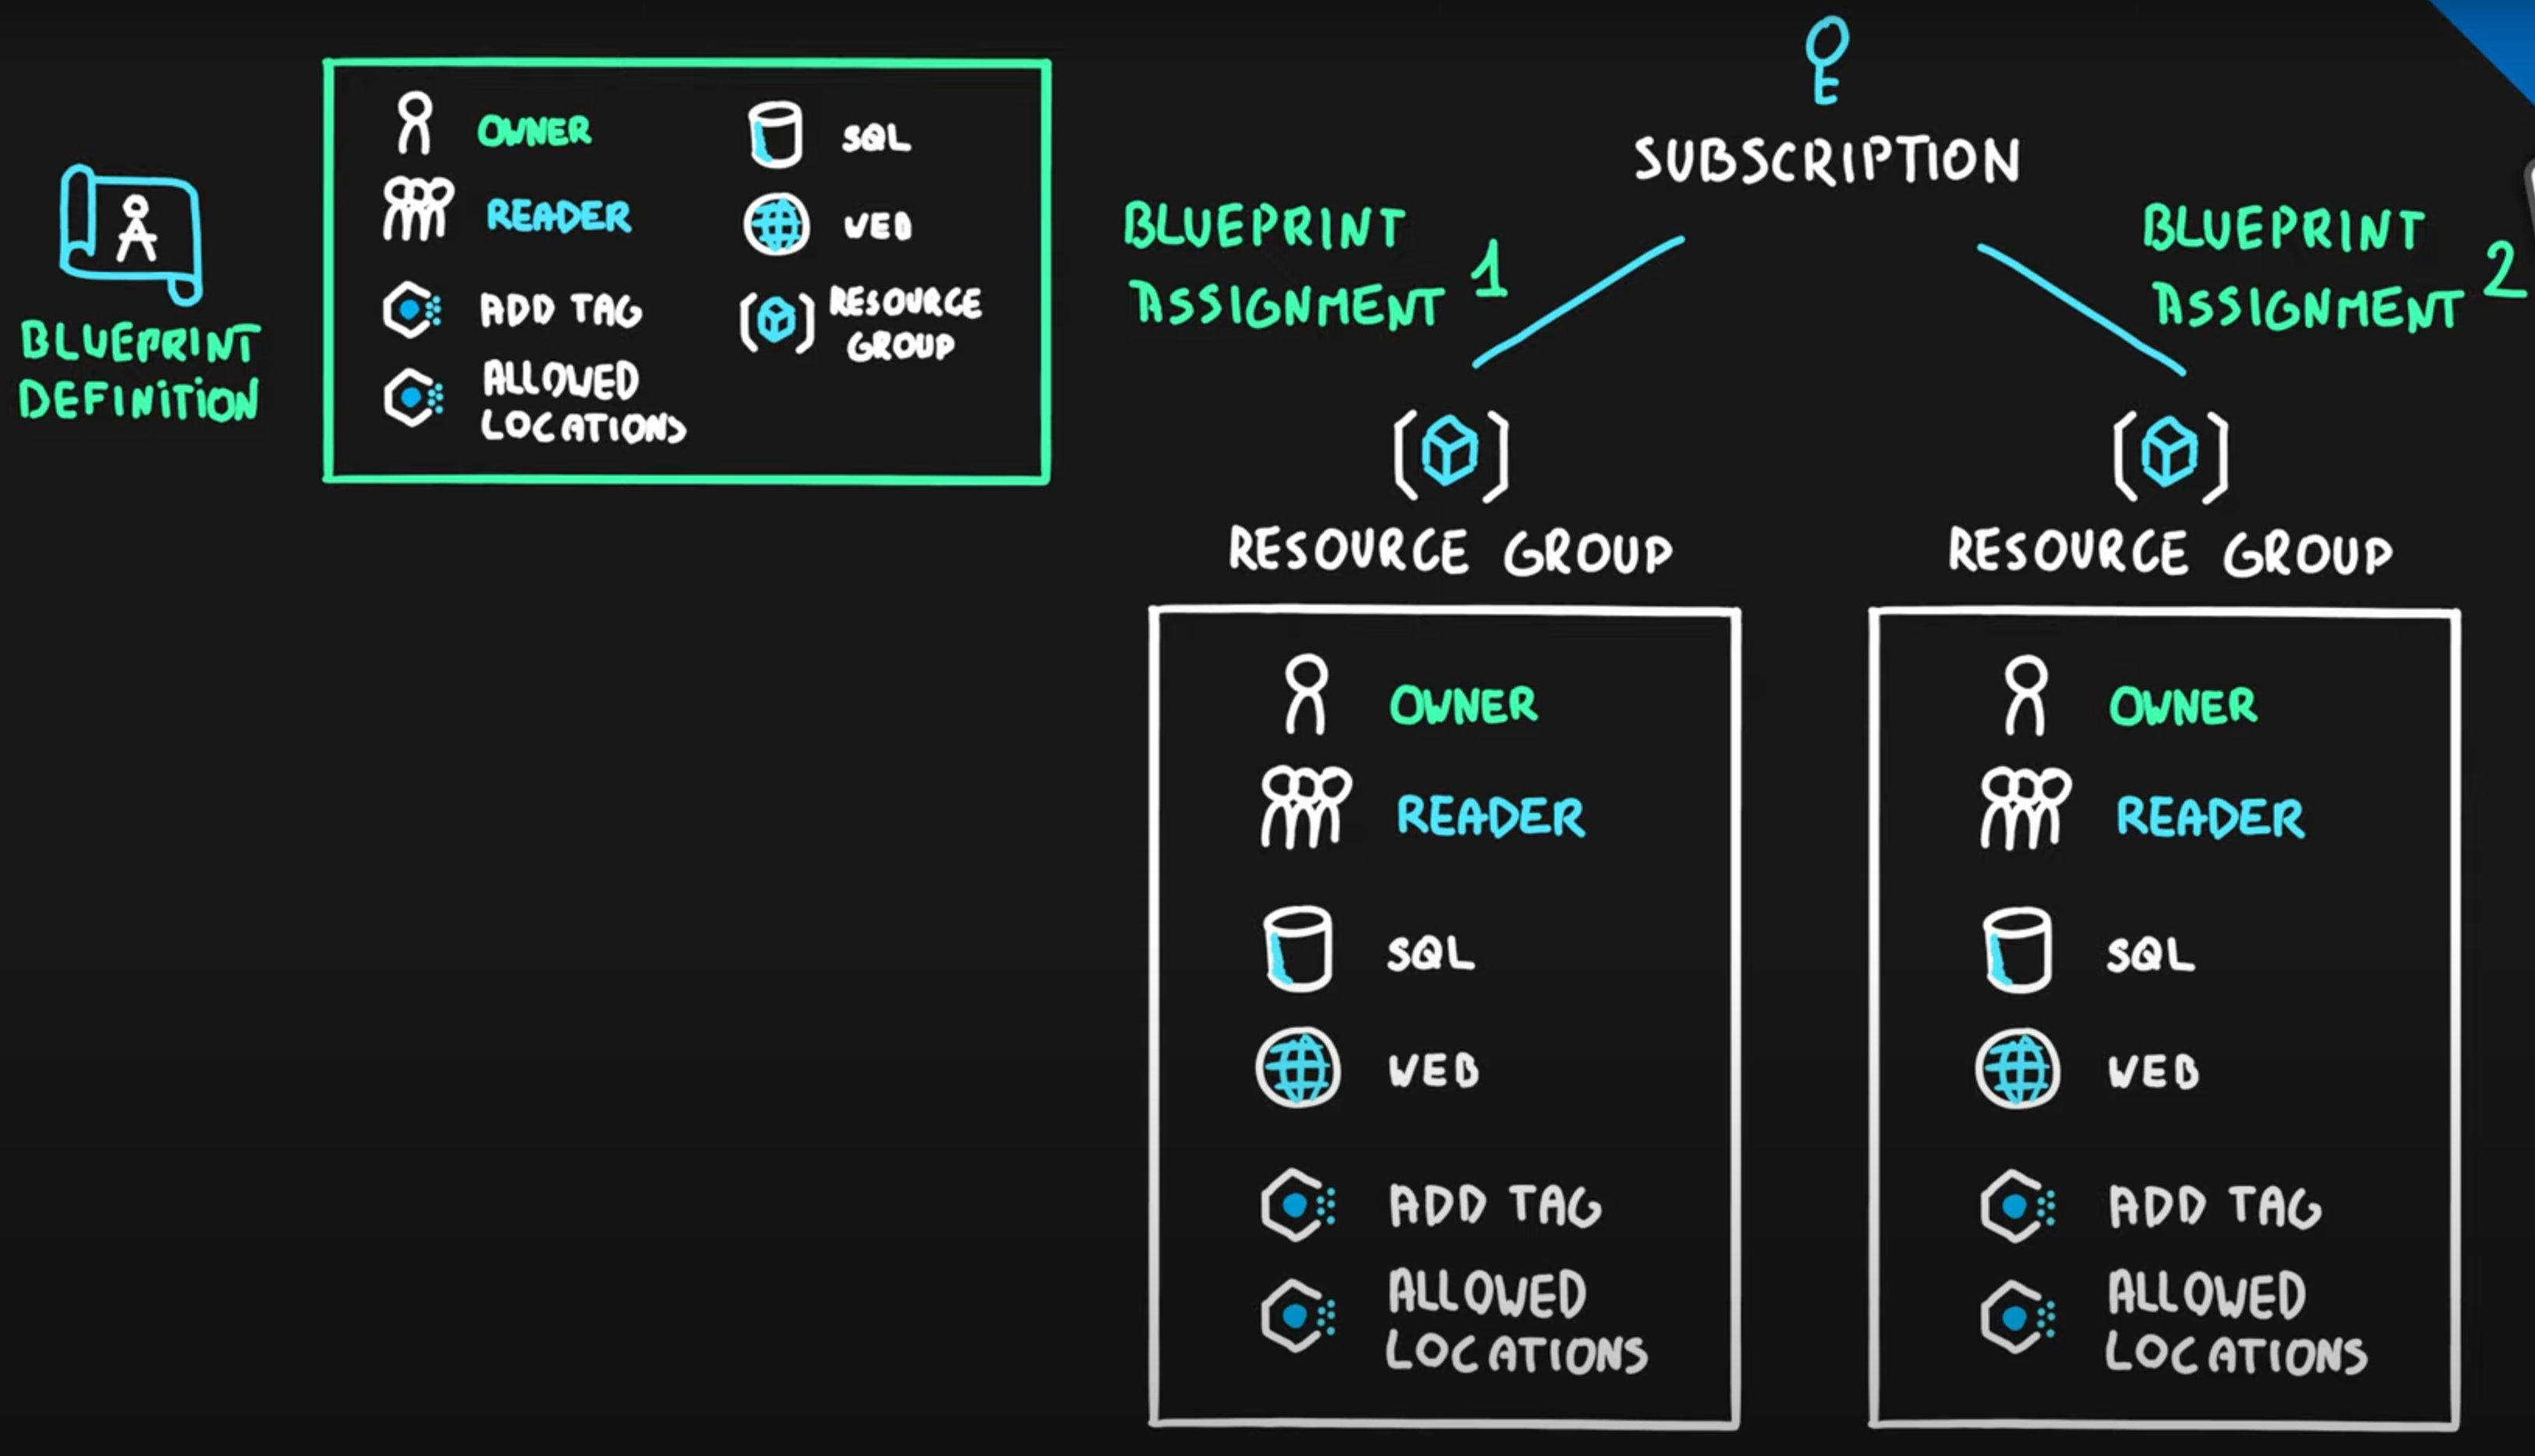 BLUEPRINT
DEFINITION
OWNER
READER
ADD TAG
ALLOWED
LOCATIONS
SQL
WEB
RESOURCE
GROUP
SUBSCRIPTION
BLUEPRINT
ASSIGNMENT 1
BLUEPRINT
ASSIGNMENT 2
RESOURCE GROUP
OWNER
READER
SQL
WEB
ADD TAG
ALLOWED
LOCATIONS
RESOURCE GROUP
OWNER
READER
SQL
WEB
ADD TAG
ALLOWED
LOCATIONS